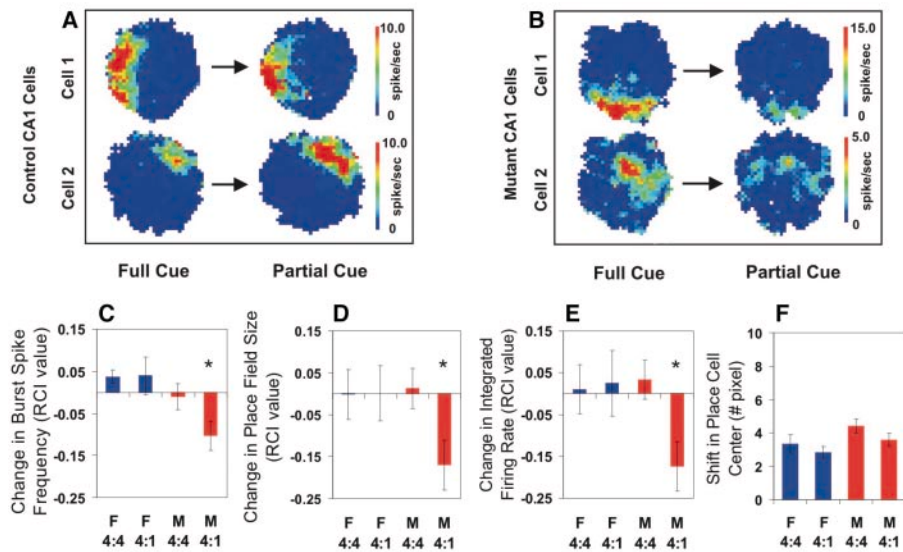 A
B
Control CA1 Cells
Cell 1
Cell 2
10.0
spike/sec
0
10.0
spike/sec
0
Full Cue
Partial Cue
Mutant CA1 Cells
Cell 1
Cell 2
15.0
spike/sec
0
5.0
spike/sec
0
Full Cue
Partial Cue
C
Change in Burst Spike
Frequency (RCI value)
0.15
0.05
-0.05
-0.15
-0.25
*
F F M M
4:4 4:1 4:4 4:1
D
Change in Place Field Size
(RCI value)
0.15
0.05
-0.05
-0.15
-0.25
*
F F M M
4:4 4:1 4:4 4:1
E
Change in Integrated
Firing Rate (RCI value)
0.15
0.05
-0.05
-0.15
-0.25
*
F F M M
4:4 4:1 4:4 4:1
F
Shift in Place Cell
Center (# pixel)
10
8
6
4
2
0
F F M M
4:4 4:1 4:4 4:1